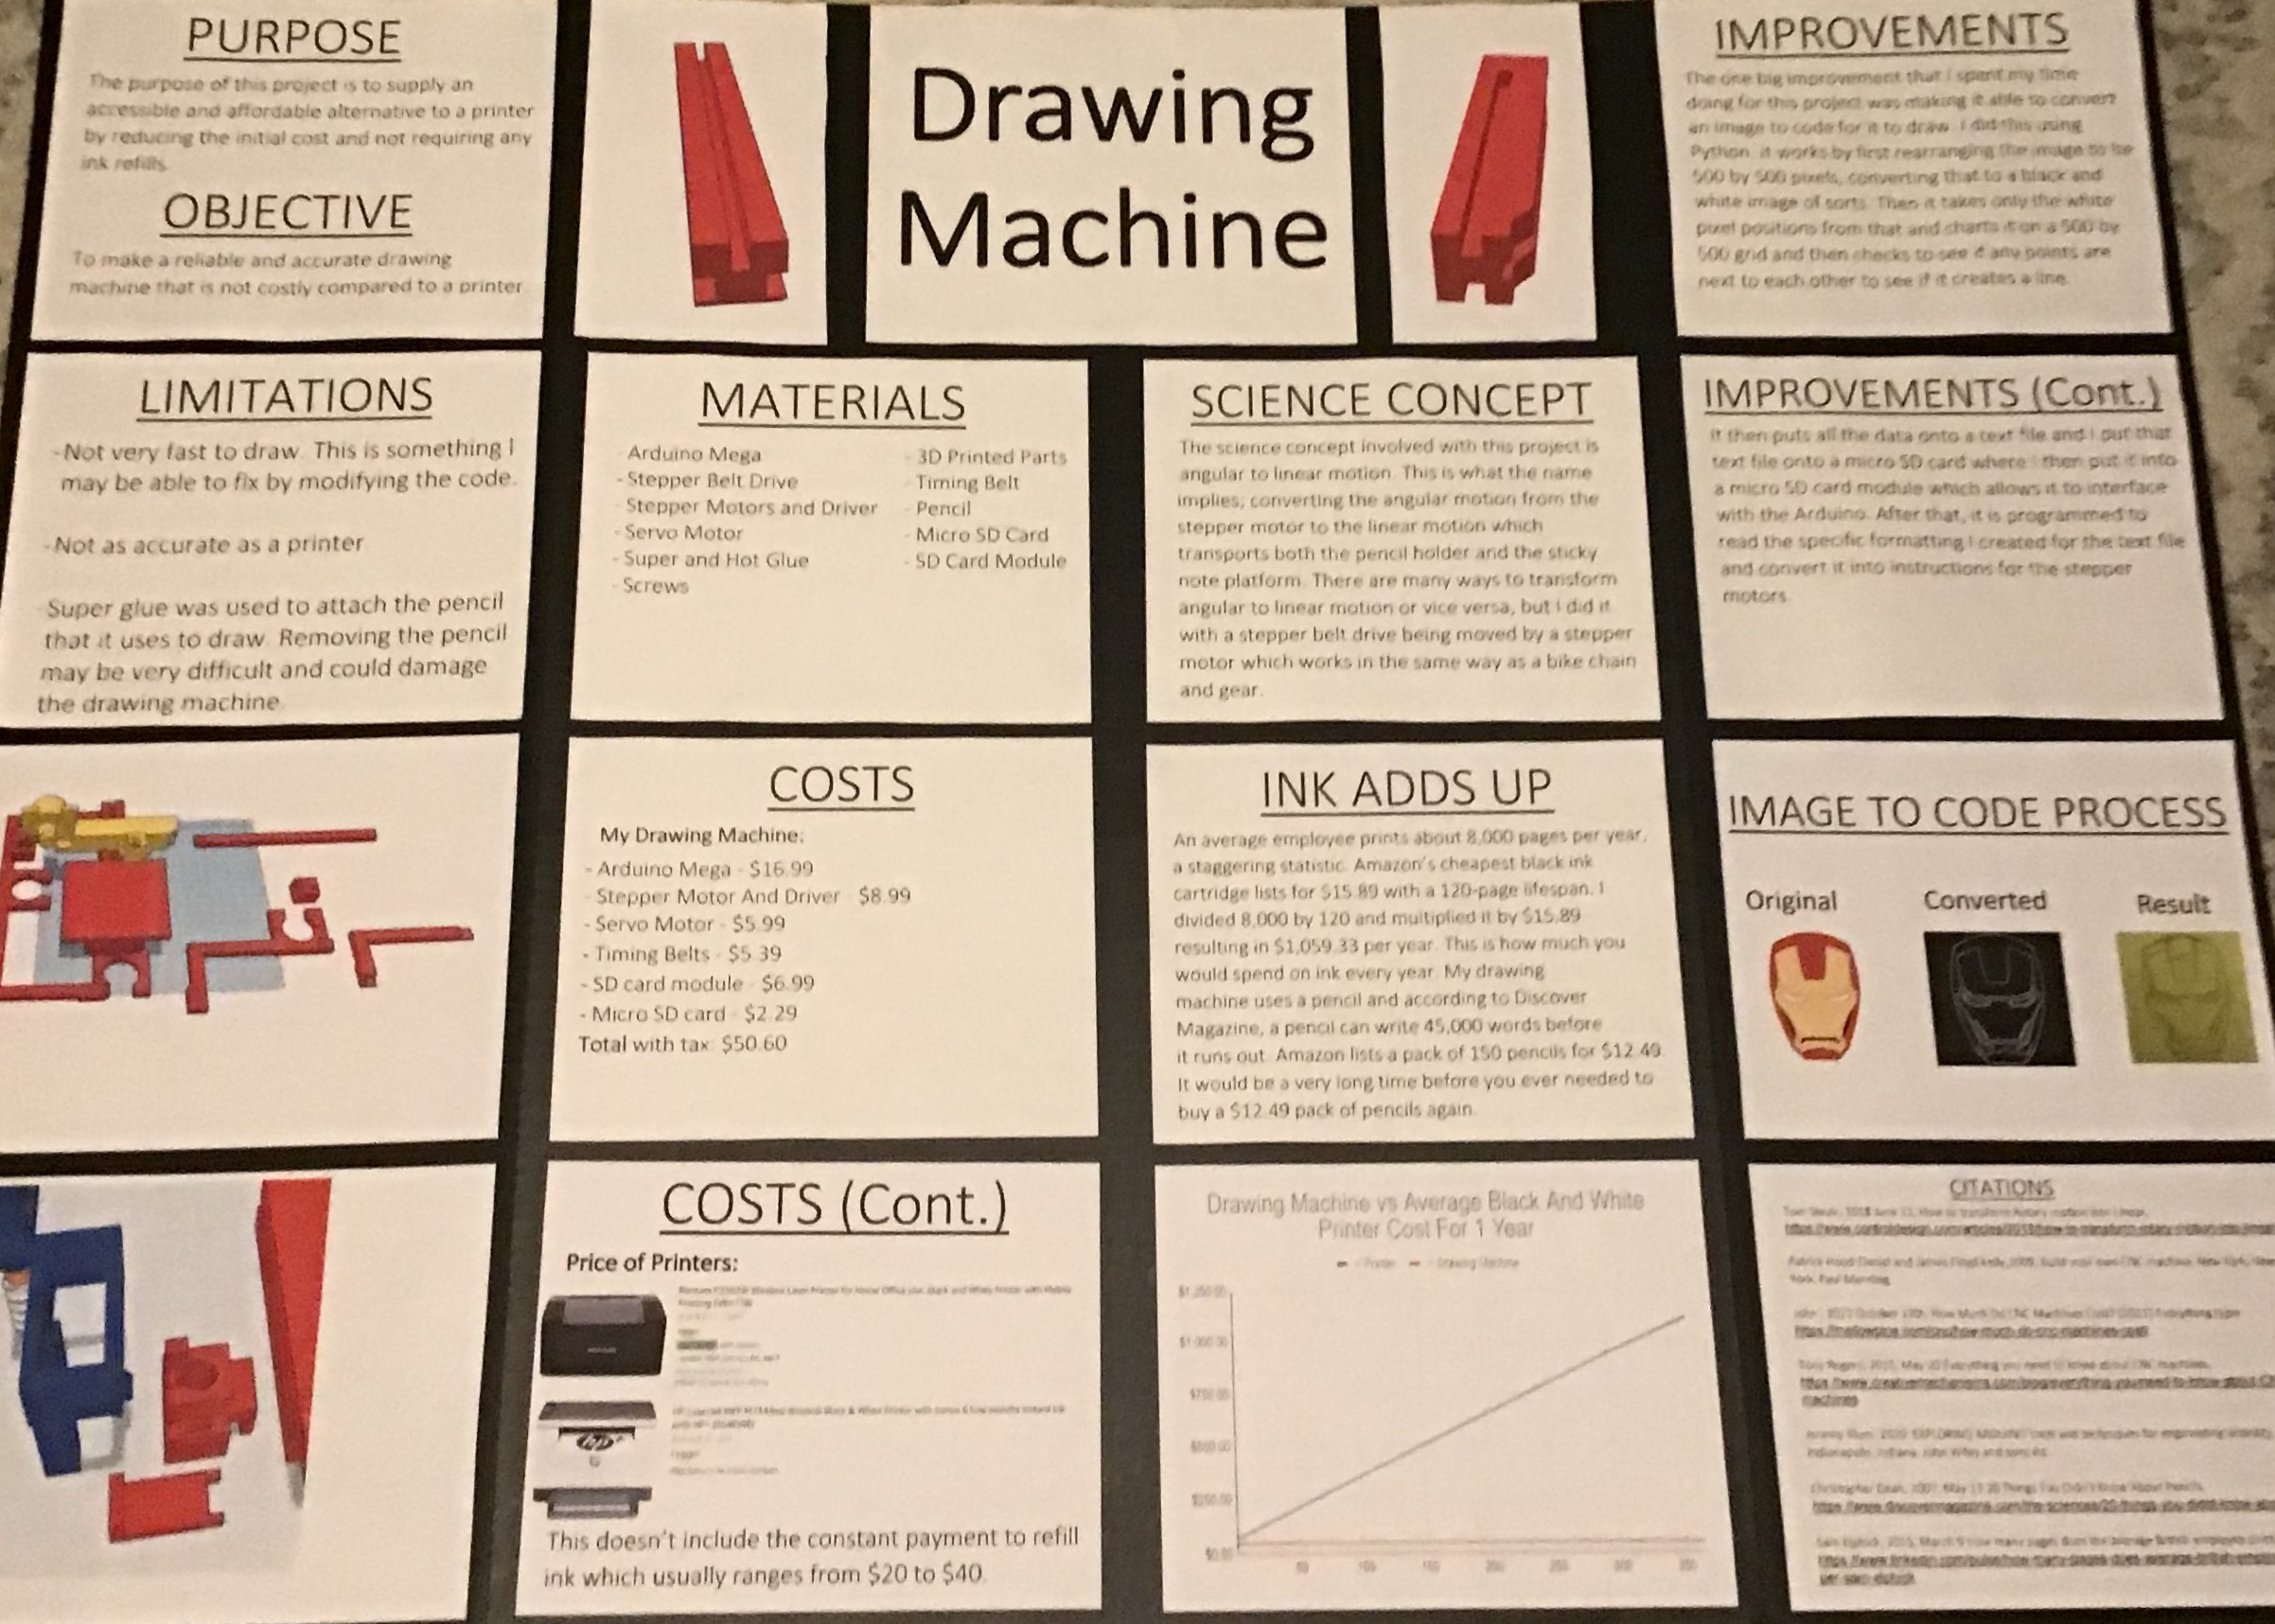 PURPOSE
The purpose of this project is to supply an
accessible and affordable alternative to a printer
by reducing the initial cost and not requiring any
ink refills.
OBJECTIVE
To make a reliable and accurate drawing
machine that is not costly compared to a printer
Drawing
Machine
IMPROVEMENTS
The one big improvement that I spent my time
doing for this project was making it able to convert
an image to code for it to draw. I did this using
Python. It works by first rearranging the image to be
500 by 500 pixels, converting that to a black and
white image of sorts. Then it takes only the white
pixel positions from that and charts it on a 500 by
500 grid and then checks to see if any points are
next to each other to see if it creates a line.
LIMITATIONS
-Not very fast to draw. This is something I
may be able to fix by modifying the code.
-Not as accurate as a printer
Super glue was used to attach the pencil
that it uses to draw. Removing the pencil
may be very difficult and could damage
the drawing machine.
MATERIALS
- Arduino Mega
- Stepper Belt Drive
- Stepper Motors and Driver
- Servo Motor
- Super and Hot Glue
- Screws
- 3D Printed Parts
- Timing Belt
- Pencil
- Micro SD Card
- SD Card Module
SCIENCE CONCEPT
The science concept involved with this project is
angular to linear motion. This is what the name
implies, converting the angular motion from the
stepper motor to the linear motion which
transports both the pencil holder and the sticky
note platform. There are many ways to transform
angular to linear motion or vice versa, but I did it
with a stepper belt drive being moved by a stepper
motor which works in the same way as a bike chain
and gear.
IMPROVEMENTS (Cont.)
It then puts all the data onto a text file and I put that
text file onto a micro SD card where I then put it into
a micro SD card module which allows it to interface
with the Arduino. After that, it is programmed to
read the specific formatting I created for the text file
and convert it into instructions for the stepper
motors.
COSTS
My Drawing Machine:
- Arduino Mega - $16.99
- Stepper Motor And Driver - $8.99
- Servo Motor - $5.99
- Timing Belts - $5.39
- SD card module - $6.99
- Micro SD card - $2.29
Total with tax: $50.60
INK ADDS UP
An average employee prints about 8,000 pages per year,
a staggering statistic. Amazon's cheapest black ink
cartridge lists for $15.89 with a 120-page lifespan. I
divided 8,000 by 120 and multiplied it by $15.89
resulting in $1,059.33 per year. This is how much you
would spend on ink every year. My drawing
machine uses a pencil and according to Discover
Magazine, a pencil can write 45,000 words before
it runs out. Amazon lists a pack of 150 pencils for $12.49.
It would be a very long time before you ever needed to
buy a $12.49 pack of pencils again.
IMAGE TO CODE PROCESS
Original
Converted
Result
COSTS (Cont.)
Price of Printers:
hp
This doesn't include the constant payment to refill
ink which usually ranges from $20 to $40.
Drawing Machine vs Average Black And White
Printer Cost For 1 Year
Printer
Drawing Machine
$1,250.00
$1,000.00
$750.00
$500.00
$250.00
$0.00
50
100
150
200
250
300
350
CITATIONS